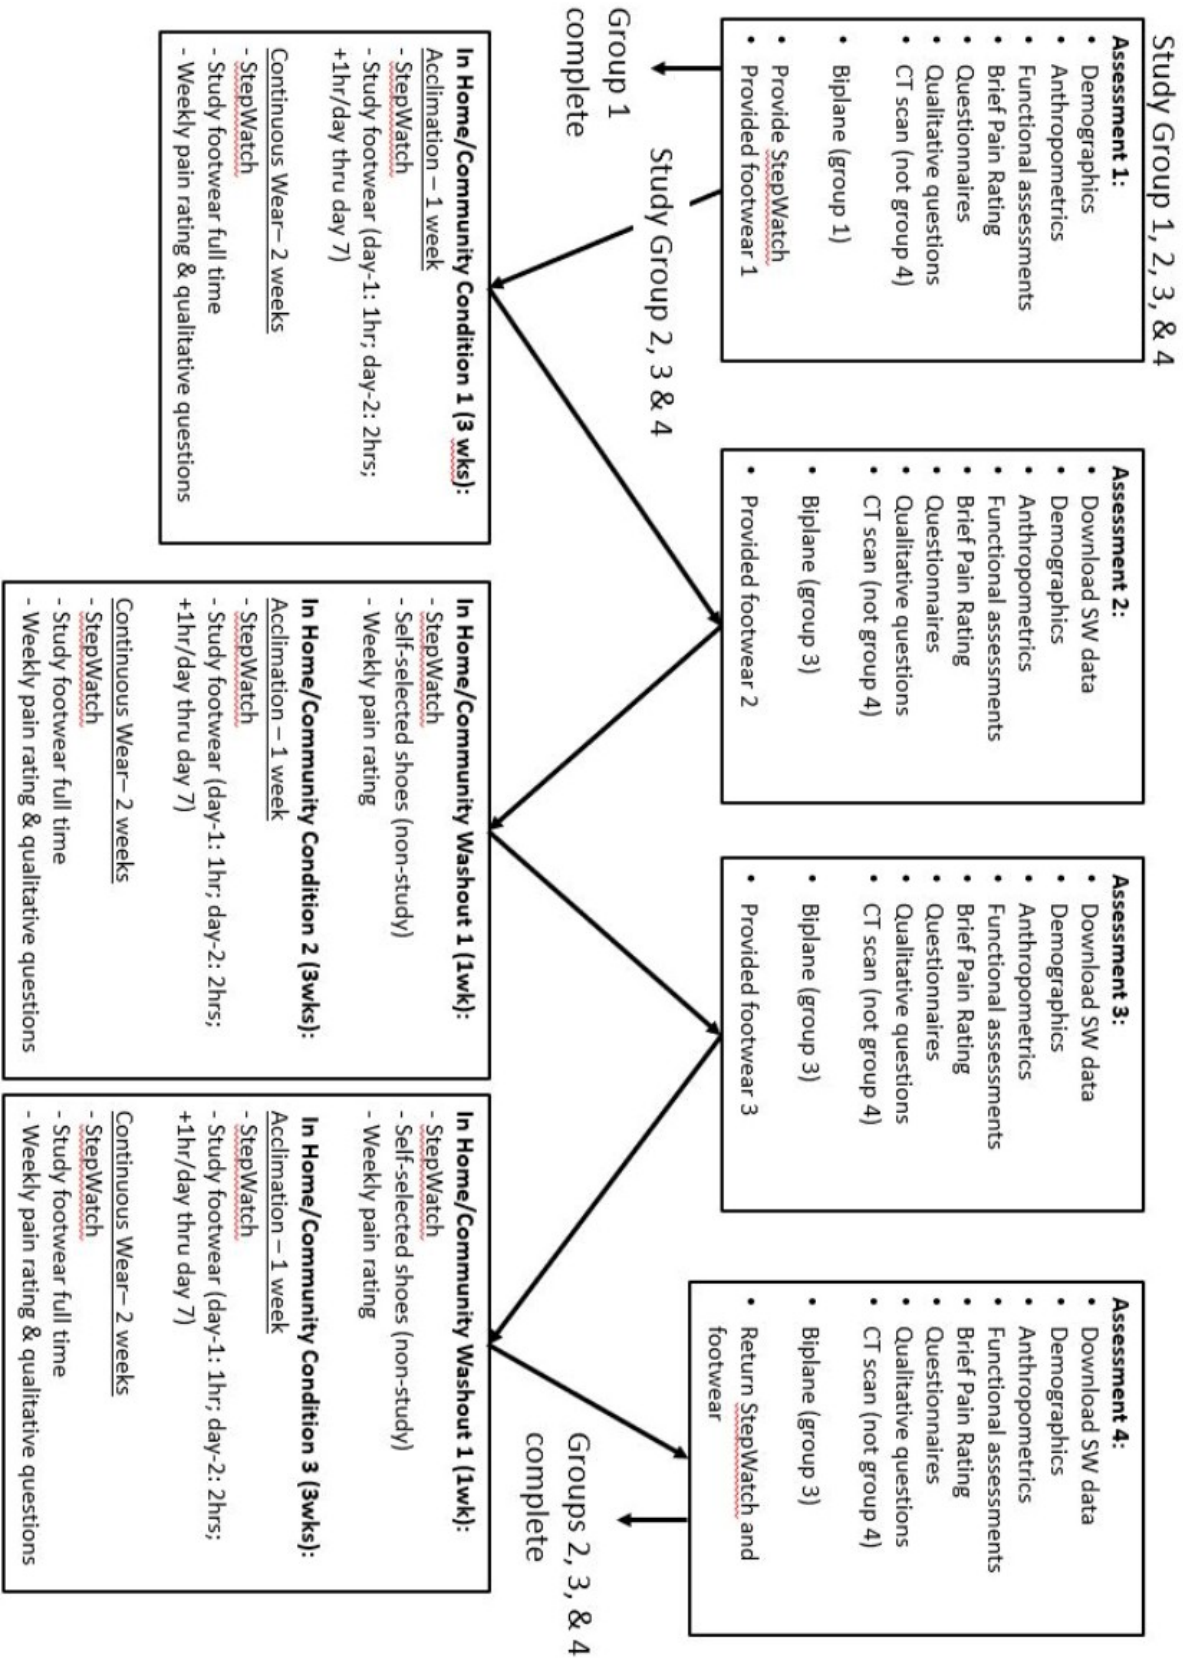 Study Group 1, 2, 3, & 4
Assessment 1:
• Demographics
• Anthropometrics
• Functional assessments
• Brief Pain Rating
• Questionnaires
• Qualitative questions
• CT scan (not group 4)
• Biplane (group 1)
• Provide StepWatch
• Provided footwear 1
Assessment 2:
• Download SW data
• Demographics
• Anthropometrics
• Functional assessments
• Brief Pain Rating
• Questionnaires
• Qualitative questions
• CT scan (not group 4)
• Biplane (group 3)
• Provided footwear 2
Assessment 3:
• Download SW data
• Demographics
• Anthropometrics
• Functional assessments
• Brief Pain Rating
• Questionnaires
• Qualitative questions
• CT scan (not group 4)
• Biplane (group 3)
• Provided footwear 3
Assessment 4:
• Download SW data
• Demographics
• Anthropometrics
• Functional assessments
• Brief Pain Rating
• Questionnaires
• Qualitative questions
• CT scan (not group 4)
• Biplane (group 3)
• Return StepWatch and
footwear
Group 1
complete
Study Group 2, 3 & 4
Groups 2, 3, & 4
complete
In Home/Community Condition 1 (3 wks):
Acclimation – 1 week
- StepWatch
- Study footwear (day-1: 1hr; day-2: 2hrs;
+1hr/day thru day 7)
Continuous Wear– 2 weeks
- StepWatch
- Study footwear full time
- Weekly pain rating & qualitative questions
In Home/Community Washout 1 (1wk):
- StepWatch
- Self-selected shoes (non-study)
- Weekly pain rating
In Home/Community Condition 2 (3wks):
Acclimation – 1 week
- StepWatch
- Study footwear (day-1: 1hr; day-2: 2hrs;
+1hr/day thru day 7)
Continuous Wear– 2 weeks
- StepWatch
- Study footwear full time
- Weekly pain rating & qualitative questions
In Home/Community Washout 1 (1wk):
- StepWatch
- Self-selected shoes (non-study)
- Weekly pain rating
In Home/Community Condition 3 (3wks):
Acclimation – 1 week
- StepWatch
- Study footwear (day-1: 1hr; day-2: 2hrs;
+1hr/day thru day 7)
Continuous Wear– 2 weeks
- StepWatch
- Study footwear full time
- Weekly pain rating & qualitative questions